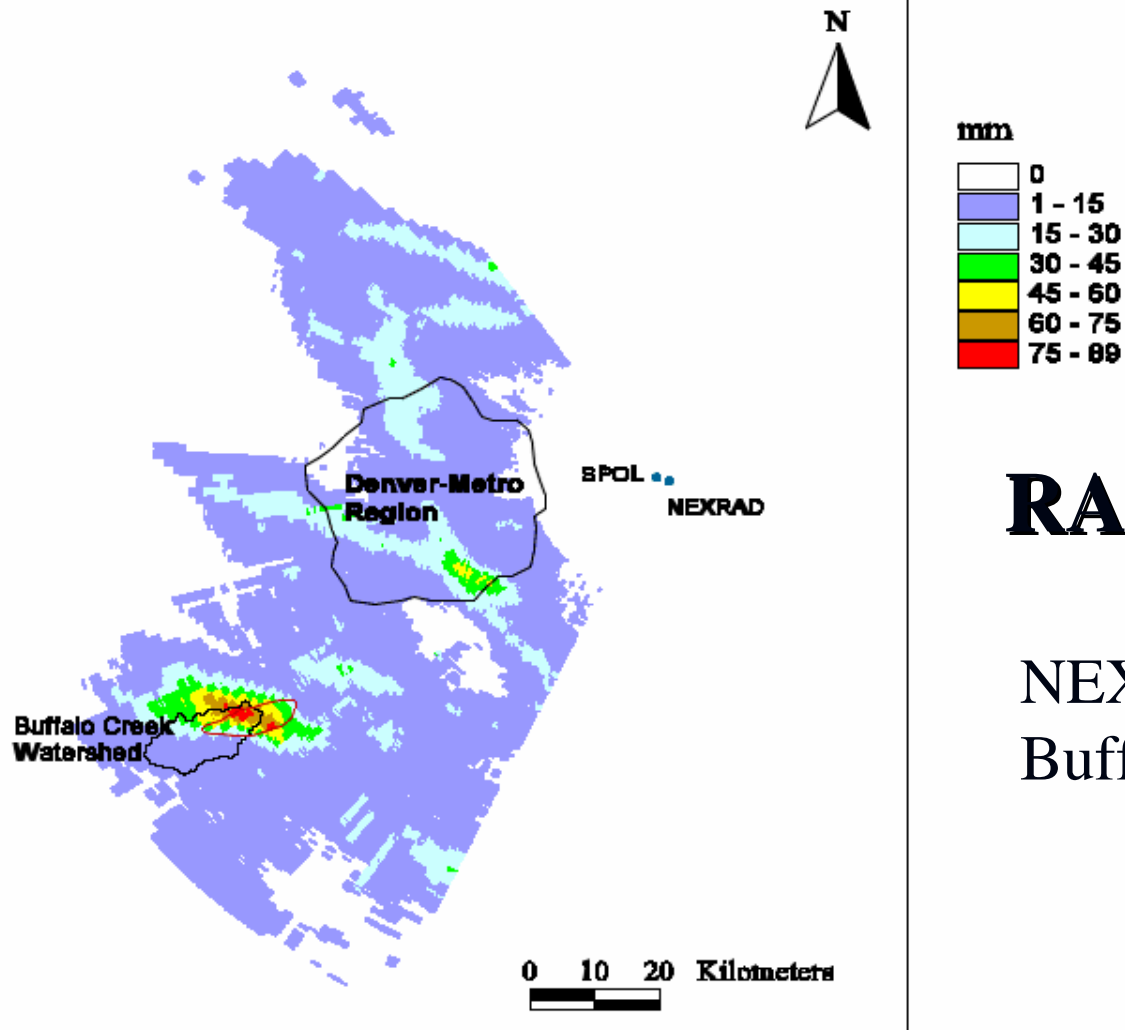 N
mm
0
1 - 15
15 - 30
30 - 45
45 - 60
60 - 75
75 - 89
Denver-Metro
Region
SPOL
NEXRAD
RA
NEX
Buff
Buffalo Creek
Watershed
0 10 20 Kilometers